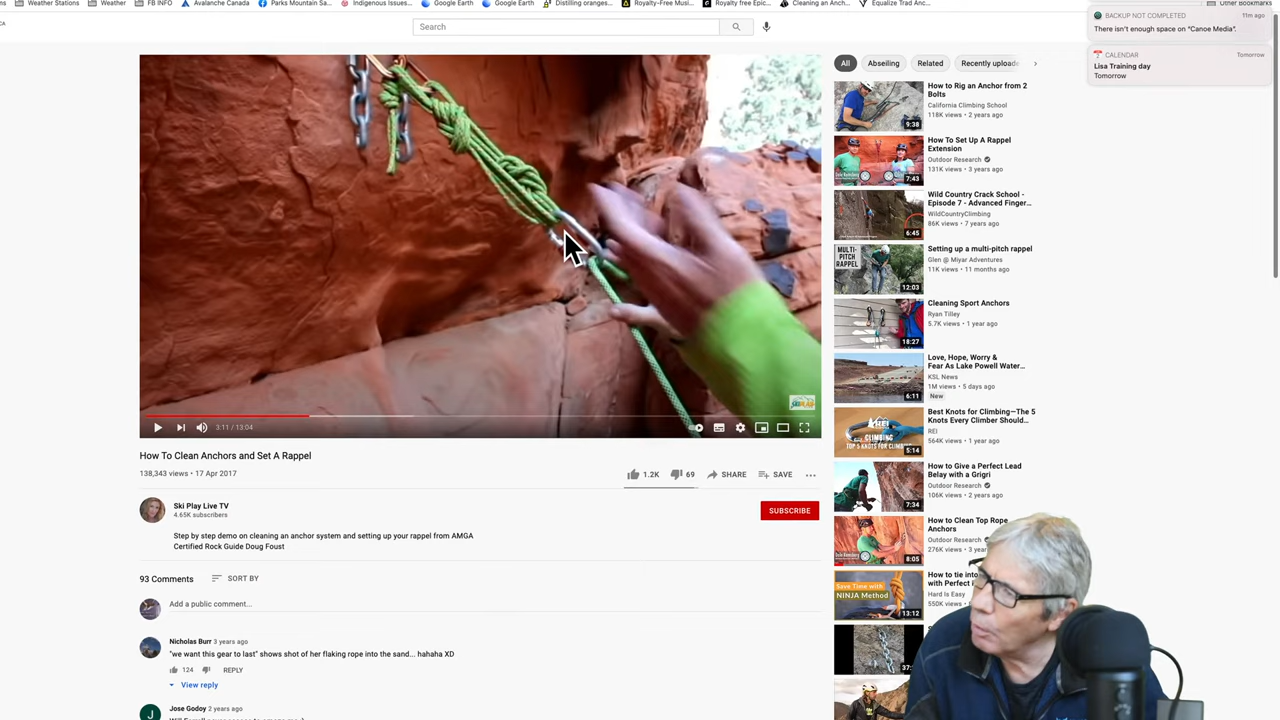 Weather Stations
Weather
FB INFO
Avalanche Canada
Parks Mountain Sa...
Indigenous Issues...
Google Earth
Google Earth
Distilling oranges...
Royalty-Free Musi...
Royalty free Epic...
Cleaning an Anch...
Equalize Trad Anc...
Other Bookmarks
Search
BACKUP NOT COMPLETED 11m ago
There isn't enough space on "Canoe Media".
CALENDAR Tomorrow
Lisa Training day
Tomorrow
All Abseiling Related Recently uploade
How to Rig an Anchor from 2
Bolts
California Climbing School
118K views • 2 years ago
9:38
How To Set Up A Rappel
Extension
Outdoor Research
131K views • 3 years ago
7:43
Wild Country Crack School -
Episode 7 - Advanced Finger...
WildCountryClimbing
86K views • 7 years ago
6:45
Setting up a multi-pitch rappel
Glen @ Miyar Adventures
11K views • 11 months ago
MULTI-
PITCH
RAPPEL
12:03
Cleaning Sport Anchors
Ryan Tilley
5.7K views • 1 year ago
18:27
Love, Hope, Worry &
Fear As Lake Powell Water...
KSL News
1M views • 5 days ago
New
6:11
Best Knots for Climbing—The 5
Knots Every Climber Should...
REI
564K views • 1 year ago
REI
CLIMBING
TOP 5 KNOTS FOR CLIMBING
5:14
How to Give a Perfect Lead
Belay with a Grigri
Outdoor Research
106K views • 2 years ago
7:34
How to Clean Top Rope
Anchors
Outdoor Research
276K views • 3 year
8:05
How to tie into
with Perfect
Hard Is Easy
550K views •
Save Time with
NINJA Method
13:12
37:
3:11 / 13:04
How To Clean Anchors and Set A Rappel
138,343 views • 17 Apr 2017
1.2K 69 SHARE SAVE ...
Ski Play Live TV
4.65K subscribers
SUBSCRIBE
Step by step demo on cleaning an anchor system and setting up your rappel from AMGA
Certified Rock Guide Doug Foust
93 Comments SORT BY
Add a public comment...
Nicholas Burr 3 years ago
"we want this gear to last" shows shot of her flaking rope into the sand... hahaha XD
124 REPLY
View reply
J
Jose Godoy 2 years ago